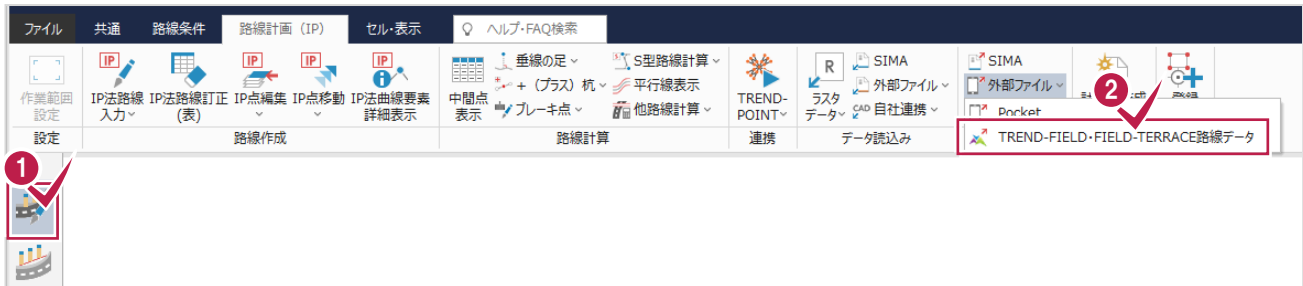 ファイル 共通 路線条件 路線計画（IP） セル・表示 ヘルプ・FAQ検索
IP IP IP IP 垂線の足 S型路線計算 R SIMA SIMA
+（プラス）杭 平行線表示 外部ファイル 外部ファイル
ブレーキ点 他路線計算 CAD 自社連携
作業範囲設定
IP法路線入力
IP法路線訂正(表)
IP点編集
IP点移動
IP法曲線要素詳細表示
中間点表示
TREND-POINT
ラスタデータ
登録
2
Pocket
TREND-FIELD・FIELD-TERRACE路線データ
設定 路線作成 路線計算 連携 データ読込み
1